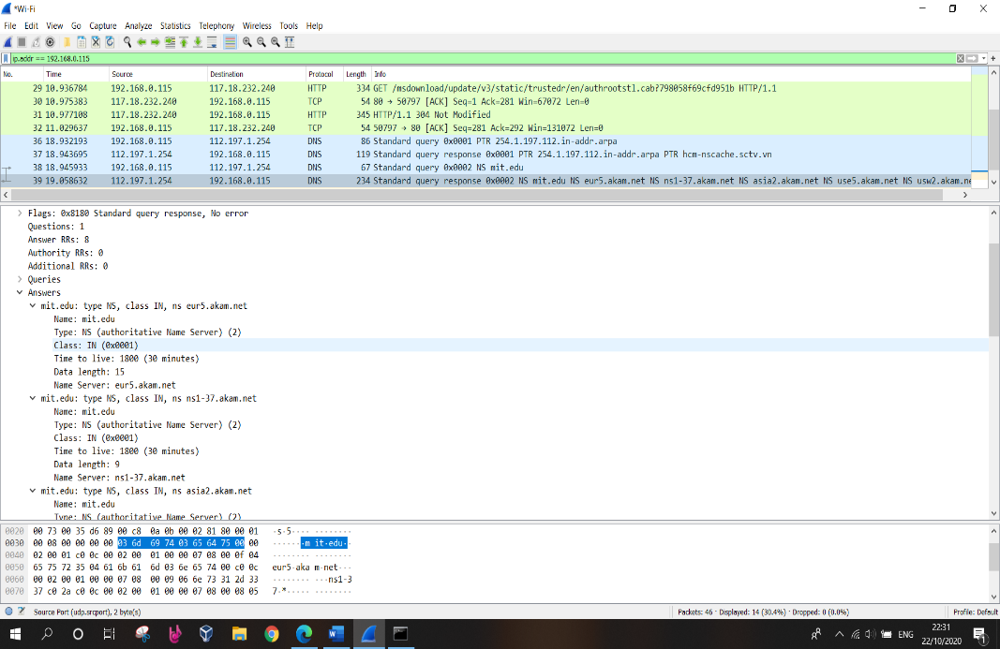 *Wi-Fi
File Edit View Go Capture Analyze Statistics Telephony Wireless Tools Help
ip.addr == 192.168.0.115
No. Time Source Destination Protocol Length Info
29 10.936784 192.168.0.115 117.18.232.240 HTTP 334 GET /msdownload/update/v3/static/trustedr/en/authrootstl.cab?798058f69cfd951b HTTP/1.1
30 10.975383 117.18.232.240 192.168.0.115 TCP 54 80 → 50797 [ACK] Seq=1 Ack=281 Win=67072 Len=0
31 10.977108 117.18.232.240 192.168.0.115 HTTP 345 HTTP/1.1 304 Not Modified
32 11.029637 192.168.0.115 117.18.232.240 TCP 54 50797 → 80 [ACK] Seq=281 Ack=292 Win=131072 Len=0
36 18.932193 192.168.0.115 112.197.1.254 DNS 86 Standard query 0x0001 PTR 254.1.197.112.in-addr.arpa
37 18.943695 112.197.1.254 192.168.0.115 DNS 119 Standard query response 0x0001 PTR 254.1.197.112.in-addr.arpa PTR hcm-nscache.sctv.vn
38 18.945933 192.168.0.115 112.197.1.254 DNS 67 Standard query 0x0002 NS mit.edu
39 19.058632 112.197.1.254 192.168.0.115 DNS 234 Standard query response 0x0002 NS mit.edu NS eur5.akam.net NS ns1-37.akam.net NS asia2.akam.net NS use5.akam.net NS usw2.akam.ne
Flags: 0x8180 Standard query response, No error
Questions: 1
Answer RRs: 8
Authority RRs: 0
Additional RRs: 0
Queries
Answers
mit.edu: type NS, class IN, ns eur5.akam.net
Name: mit.edu
Type: NS (authoritative Name Server) (2)
Class: IN (0x0001)
Time to live: 1800 (30 minutes)
Data length: 15
Name Server: eur5.akam.net
mit.edu: type NS, class IN, ns ns1-37.akam.net
Name: mit.edu
Type: NS (authoritative Name Server) (2)
Class: IN (0x0001)
Time to live: 1800 (30 minutes)
Data length: 9
Name Server: ns1-37.akam.net
mit.edu: type NS, class IN, ns asia2.akam.net
Name: mit.edu
Type: NS (authoritative Name Server) (2)
0020 00 73 00 35 d6 89 00 c8 0a 0b 00 02 81 80 00 01 ·s·5···· ········
0030 00 08 00 00 00 00 03 6d 69 74 03 65 64 75 00 00 ·······m it·edu··
0040 02 00 01 c0 0c 00 02 00 01 00 00 07 08 00 0f 04 ········ ········
0050 65 75 72 35 04 61 6b 61 6d 03 6e 65 74 00 c0 0c eur5·aka m·net···
0060 00 02 00 01 00 00 07 08 00 09 06 6e 73 31 2d 33 ········ ···ns1-3
0070 37 c0 2a c0 0c 00 02 00 01 00 00 07 08 00 08 05 7·*····· ········
Source Port (udp.srcport), 2 byte(s)
Packets: 46 · Displayed: 14 (30.4%) · Dropped: 0 (0.0%)
Profile: Default
ENG
22:31
22/10/2020
1